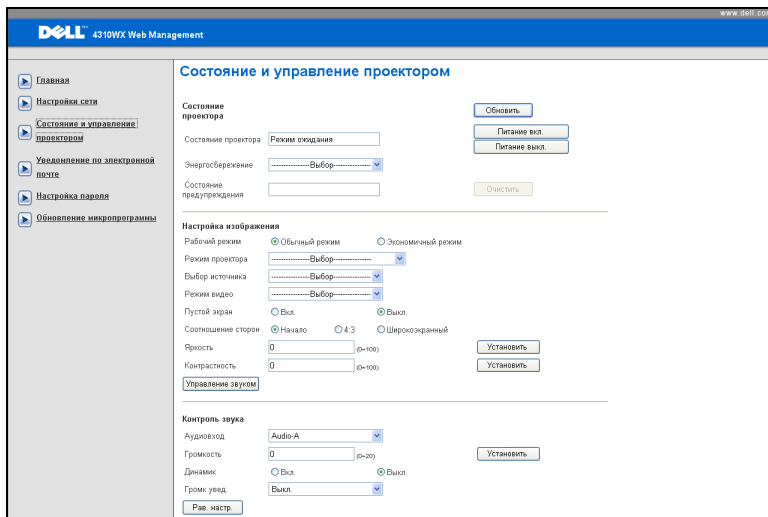 www.dell.com
DELL™ 4310WX Web Management
Главная
Настройки сети
Состояние и управление
проектором
Уведомление по электронной
почте
Настройка пароля
Обновление микропрограммы
Состояние и управление проектором
Состояние
проектора
Обновить
Состояние проектора Режим ожидания
Питание вкл.
Питание выкл.
Энергосбережение ---------------Выбор---------------
Состояние
предупреждения
Очистить
Настройка изображения
Рабочий режим Обычный режим Экономичный режим
Режим проектора ---------------Выбор---------------
Выбор источника ---------------Выбор---------------
Режим видео ---------------Выбор---------------
Пустой экран Вкл. Выкл.
Соотношение сторон Начало 4:3 Широкоэкранный
Яркость 0 (0~100) Установить
Контрастность 0 (0~100) Установить
Управление звуком
Контроль звука
Аудиовход Audio-A
Громкость 0 (0~20) Установить
Динамик Вкл. Выкл.
Громк увед. Выкл.
Рав. настр.